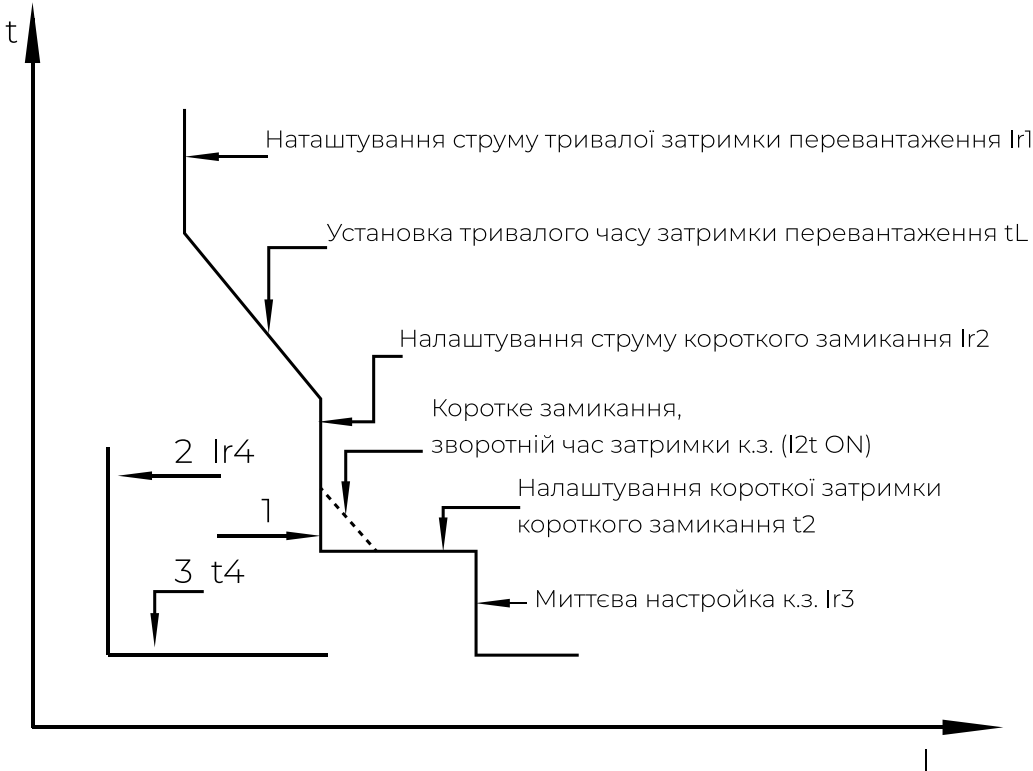 t
Наташтування струму тривалої затримки перевантаження Ir1
Установка тривалого часу затримки перевантаження tL
Налаштування струму короткого замикання Ir2
Коротке замикання,
зворотній час затримки к.з. (I2t ON)
2 Ir4
Налаштування короткої затримки
короткого замикання t2
1
3 t4
Миттєва настройка к.з. Ir3
I